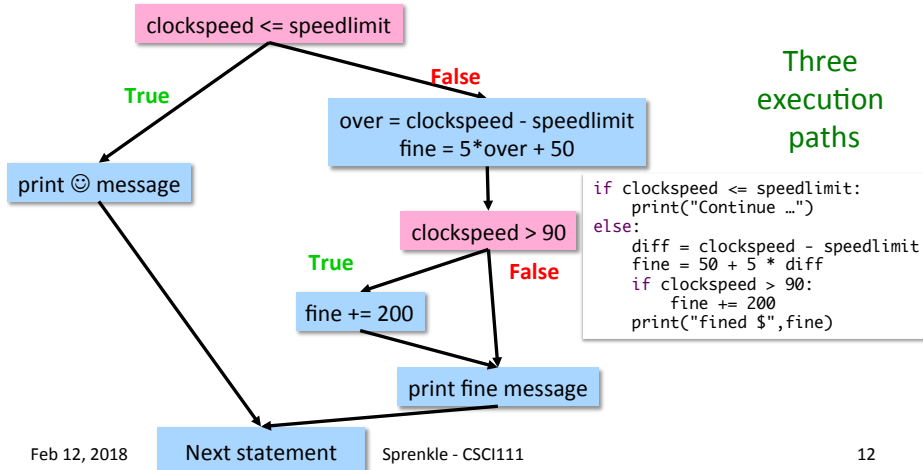 clockspeed <= speedlimit
True
False
Three
execution
paths
over = clockspeed - speedlimit
fine = 5*over + 50
print ☺ message
if clockspeed <= speedlimit:
    print("Continue …")
else:
    diff = clockspeed - speedlimit
    fine = 50 + 5 * diff
    if clockspeed > 90:
        fine += 200
    print("fined $",fine)
clockspeed > 90
True
False
fine += 200
print fine message
Next statement
Feb 12, 2018
Sprenkle - CSCI111
12